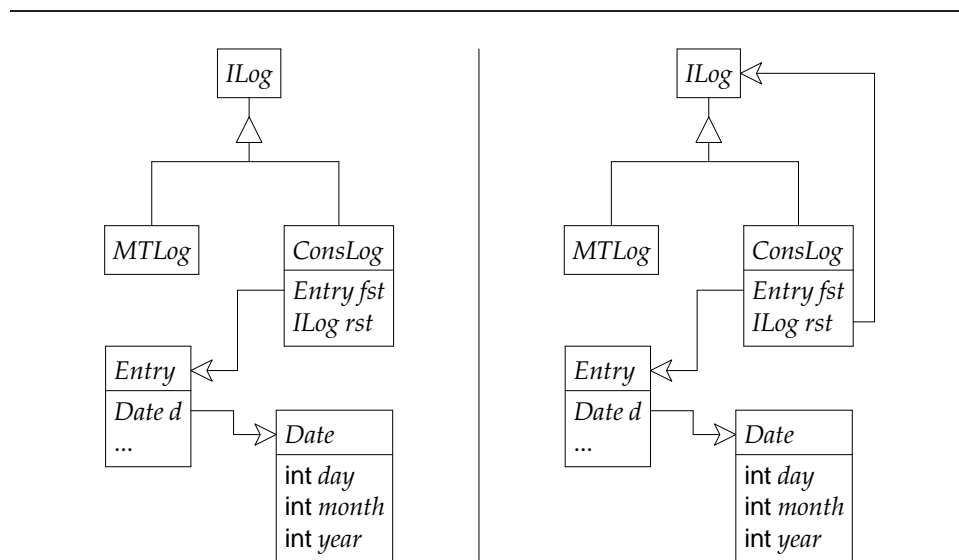 ILog
MTLog
ConsLog
Entry fst
ILog rst
Entry
Date d
...
Date
int day
int month
int year
ILog
MTLog
ConsLog
Entry fst
ILog rst
Entry
Date d
...
Date
int day
int month
int year